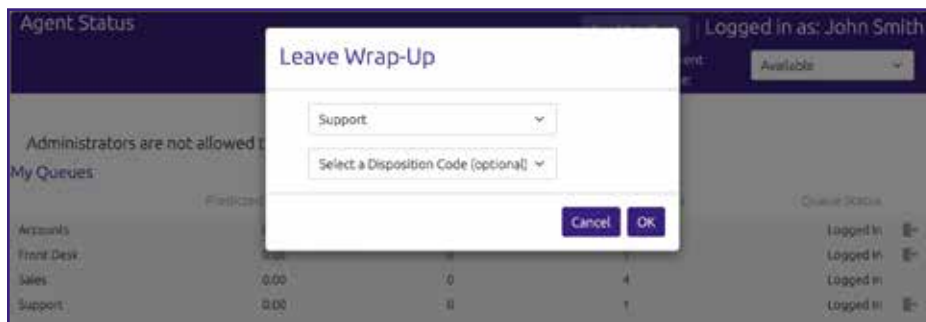 Agent Status
Logged in as: John Smith
Leave Wrap-Up
Available
Support
Administrators are not allowed
Select a Disposition Code (optional)
My Queues
Queue Status
Cancel OK
Accounts Logged In
Front Desk 0.00 Logged In
Sales 0.00 0 4 Logged In
Support 0.00 0 1 Logged In